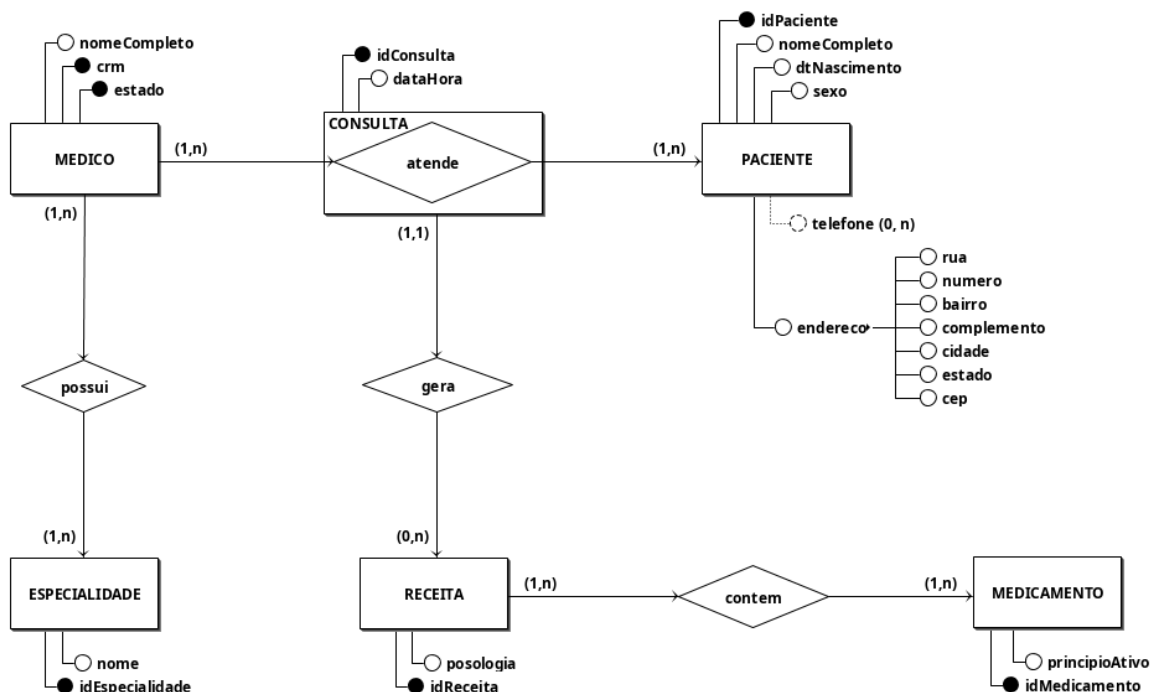 idPaciente
nomeCompleto
nomeCompleto
crm
idConsulta
dtNascimento
dataHora
estado
sexo
CONSULTA
MEDICO
(1,n)
atende
(1,n)
PACIENTE
(1,n)
(1,1)
telefone (0, n)
rua
numero
bairro
endereco
complemento
cidade
estado
cep
possui
gera
(1,n)
(0,n)
ESPECIALIDADE
RECEITA
(1,n)
contem
(1,n)
MEDICAMENTO
nome
posologia
principioAtivo
idEspecialidade
idReceita
idMedicamento